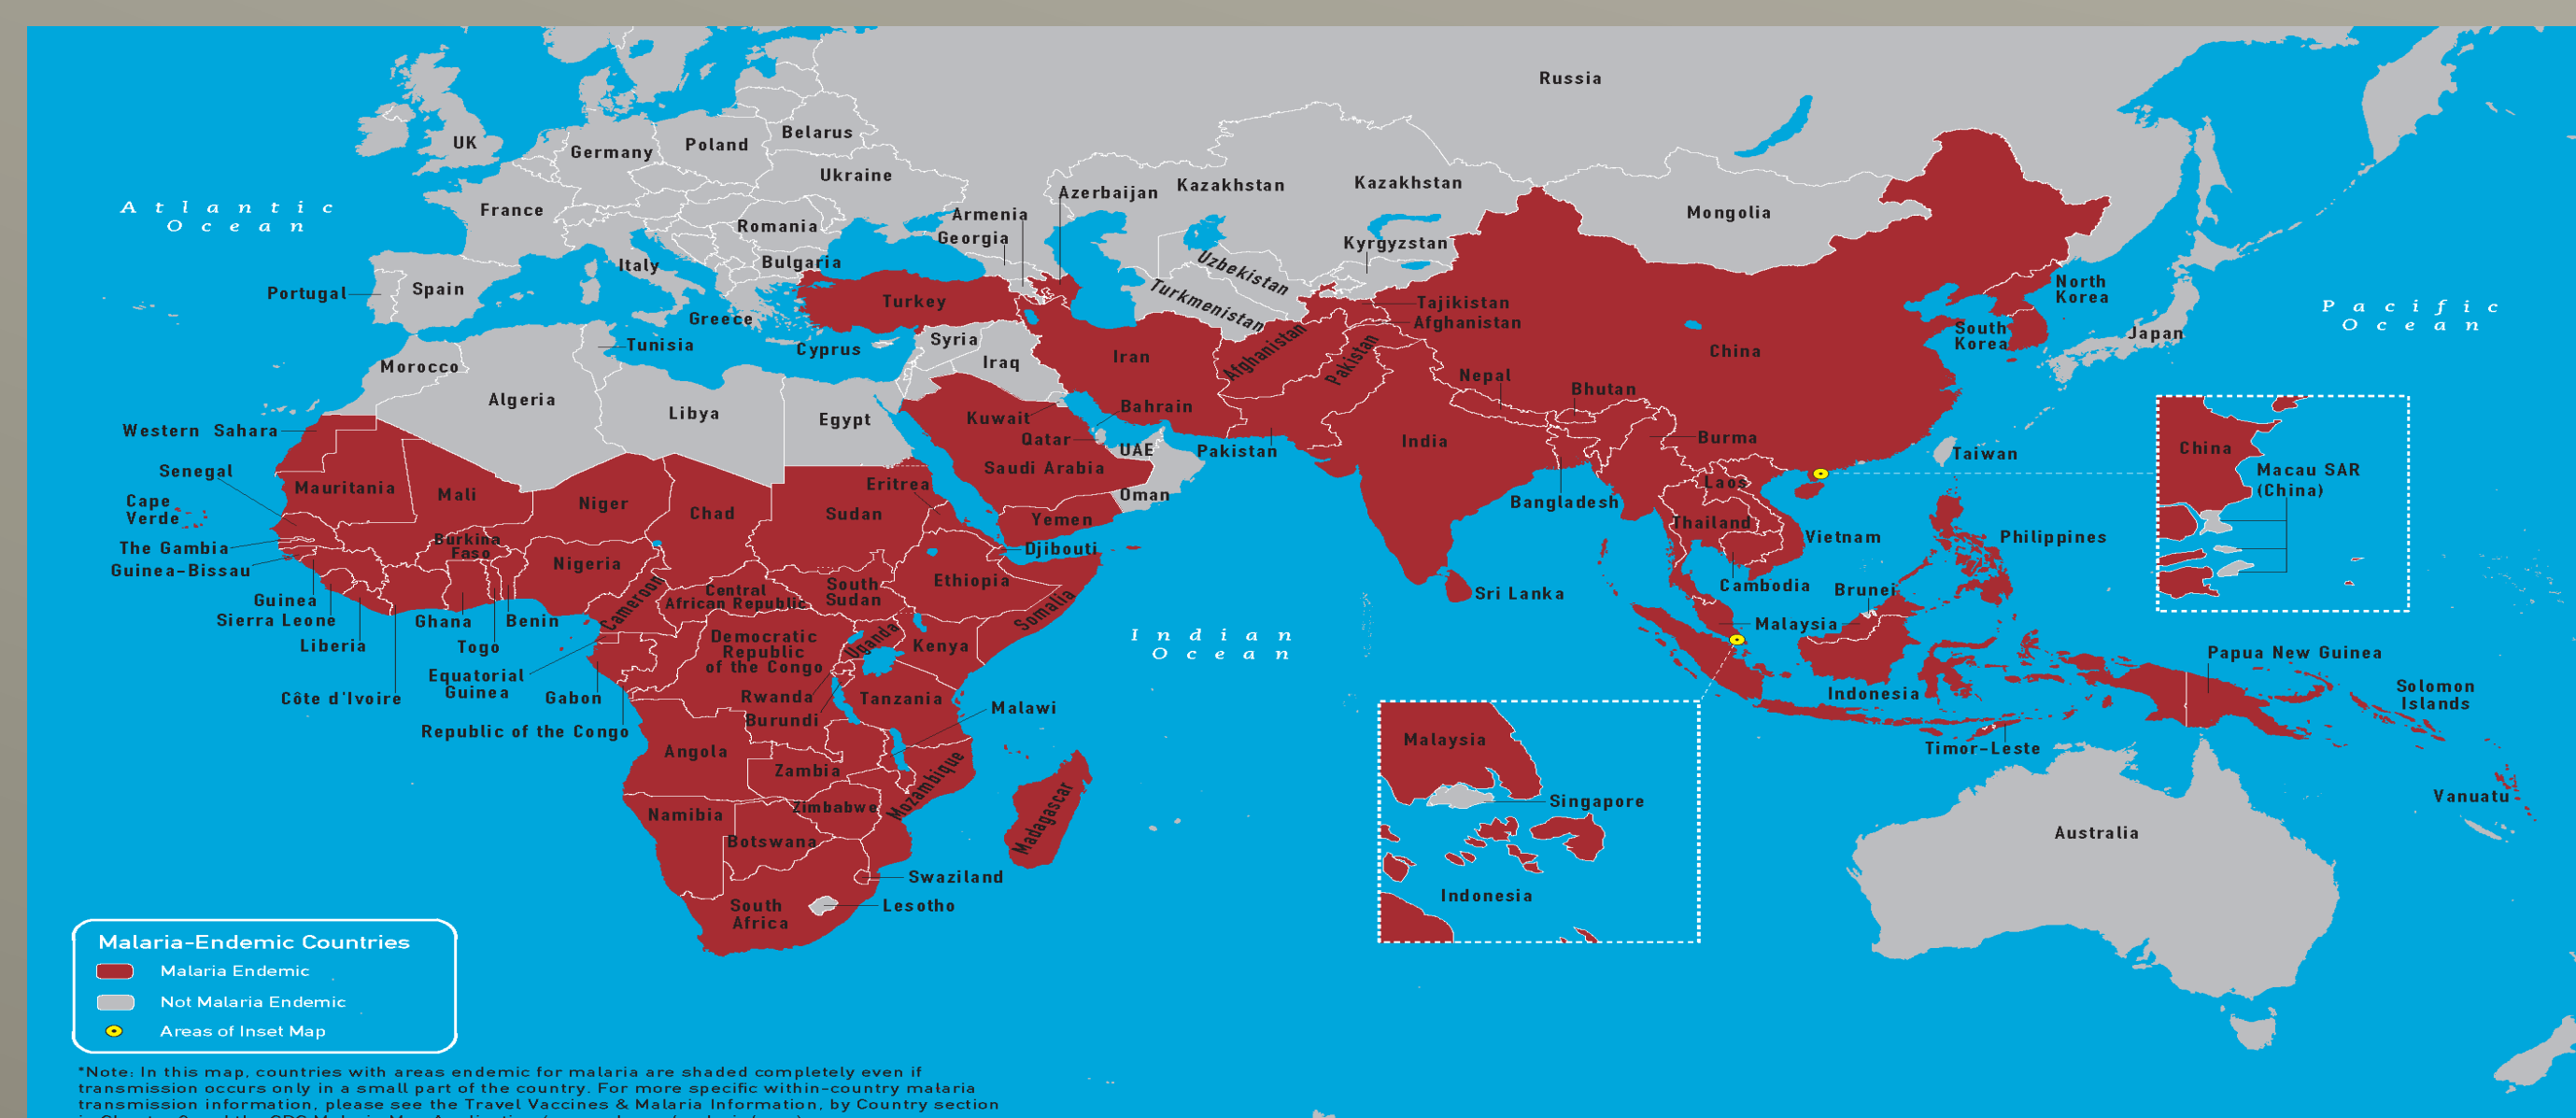 Russia
UK
Germany
Poland
Belarus
Ukraine
France
Romania
Bulgaria
Italy
Portugal
Spain
Greece
Cyprus
Turkey
Georgia
Armenia
Azerbaijan
Kazakhstan
Kazakhstan
Kyrgyzstan
Uzbekistan
Turkmenistan
Tajikistan
Afghanistan
Afghanistan
Pakistan
Mongolia
China
North
Korea
South
Korea
Japan
Atlantic
Ocean
Pacific
Ocean
Morocco
Algeria
Tunisia
Libya
Egypt
Syria
Iraq
Iran
Kuwait
Bahrain
Qatar
UAE
Saudi Arabia
Oman
Yemen
Pakistan
India
Nepal
Bhutan
Burma
Bangladesh
Laos
Thailand
Vietnam
Cambodia
Taiwan
Philippines
Brunei
Malaysia
Sri Lanka
Indonesia
Timor-Leste
Papua New Guinea
Solomon
Islands
Vanuatu
Australia
China
Macau SAR
(China)
Malaysia
Singapore
Indonesia
Indian
Ocean
Western Sahara
Senegal
Cape
Verde
The Gambia
Guinea-Bissau
Guinea
Sierra Leone
Liberia
Côte d'Ivoire
Mauritania
Mali
Burkina
Faso
Ghana
Togo
Benin
Niger
Nigeria
Chad
Sudan
Eritrea
Djibouti
Ethiopia
Somalia
South
Sudan
Central
African Republic
Cameroon
Equatorial
Guinea
Gabon
Republic of the Congo
Democratic
Republic
of the Congo
Uganda
Kenya
Rwanda
Burundi
Tanzania
Malawi
Angola
Zambia
Mozambique
Zimbabwe
Namibia
Botswana
Madagascar
Swaziland
Lesotho
South
Africa
Malaria-Endemic Countries
Malaria Endemic
Not Malaria Endemic
Areas of Inset Map
*Note: In this map, countries with areas endemic for malaria are shaded completely even if
transmission occurs only in a small part of the country. For more specific within-country malaria
transmission information, please see the Travel Vaccines & Malaria Information, by Country section